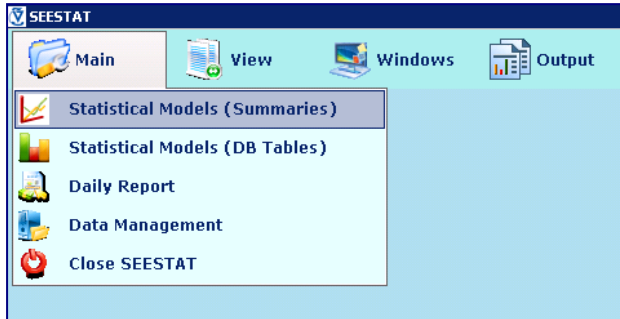 SEESTAT
Main View Windows Output
Statistical Models (Summaries)
Statistical Models (DB Tables)
Daily Report
Data Management
Close SEESTAT